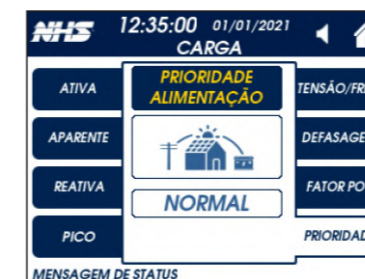 NHS 12:35:00 01/01/2021
CARGA
ATIVA
APARENTE
REATIVA
PICO
PRIORIDADE
ALIMENTAÇÃO
NORMAL
TENSÃO/FR
DEFASAGE
FATOR PO
PRIORIDAD
MENSAGEM DE STATUS